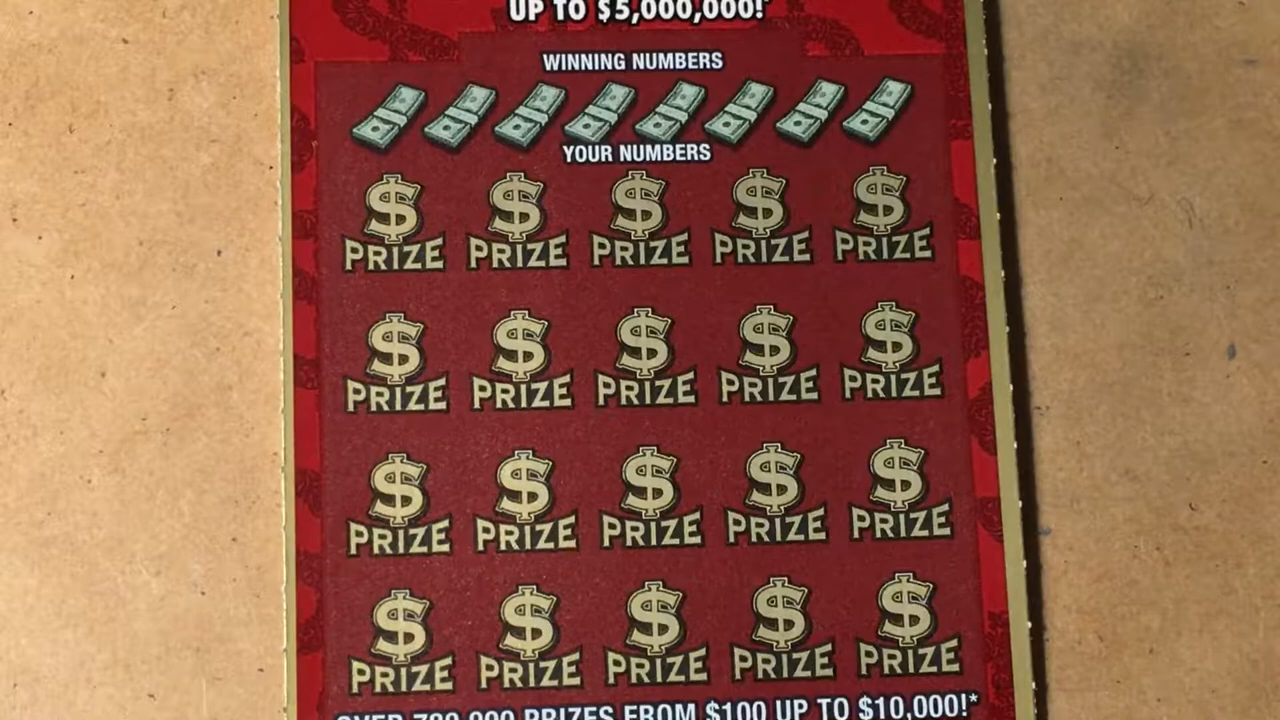 UP TO $5,000,000!*
WINNING NUMBERS
YOUR NUMBERS
$ $ $ $ $
PRIZE PRIZE PRIZE PRIZE PRIZE
$ $ $ $ $
PRIZE PRIZE PRIZE PRIZE PRIZE
$ $ $ $ $
PRIZE PRIZE PRIZE PRIZE PRIZE
$ $ $ $ $
PRIZE PRIZE PRIZE PRIZE PRIZE
OVER PRIZES FROM $100 UP TO $10,000!*